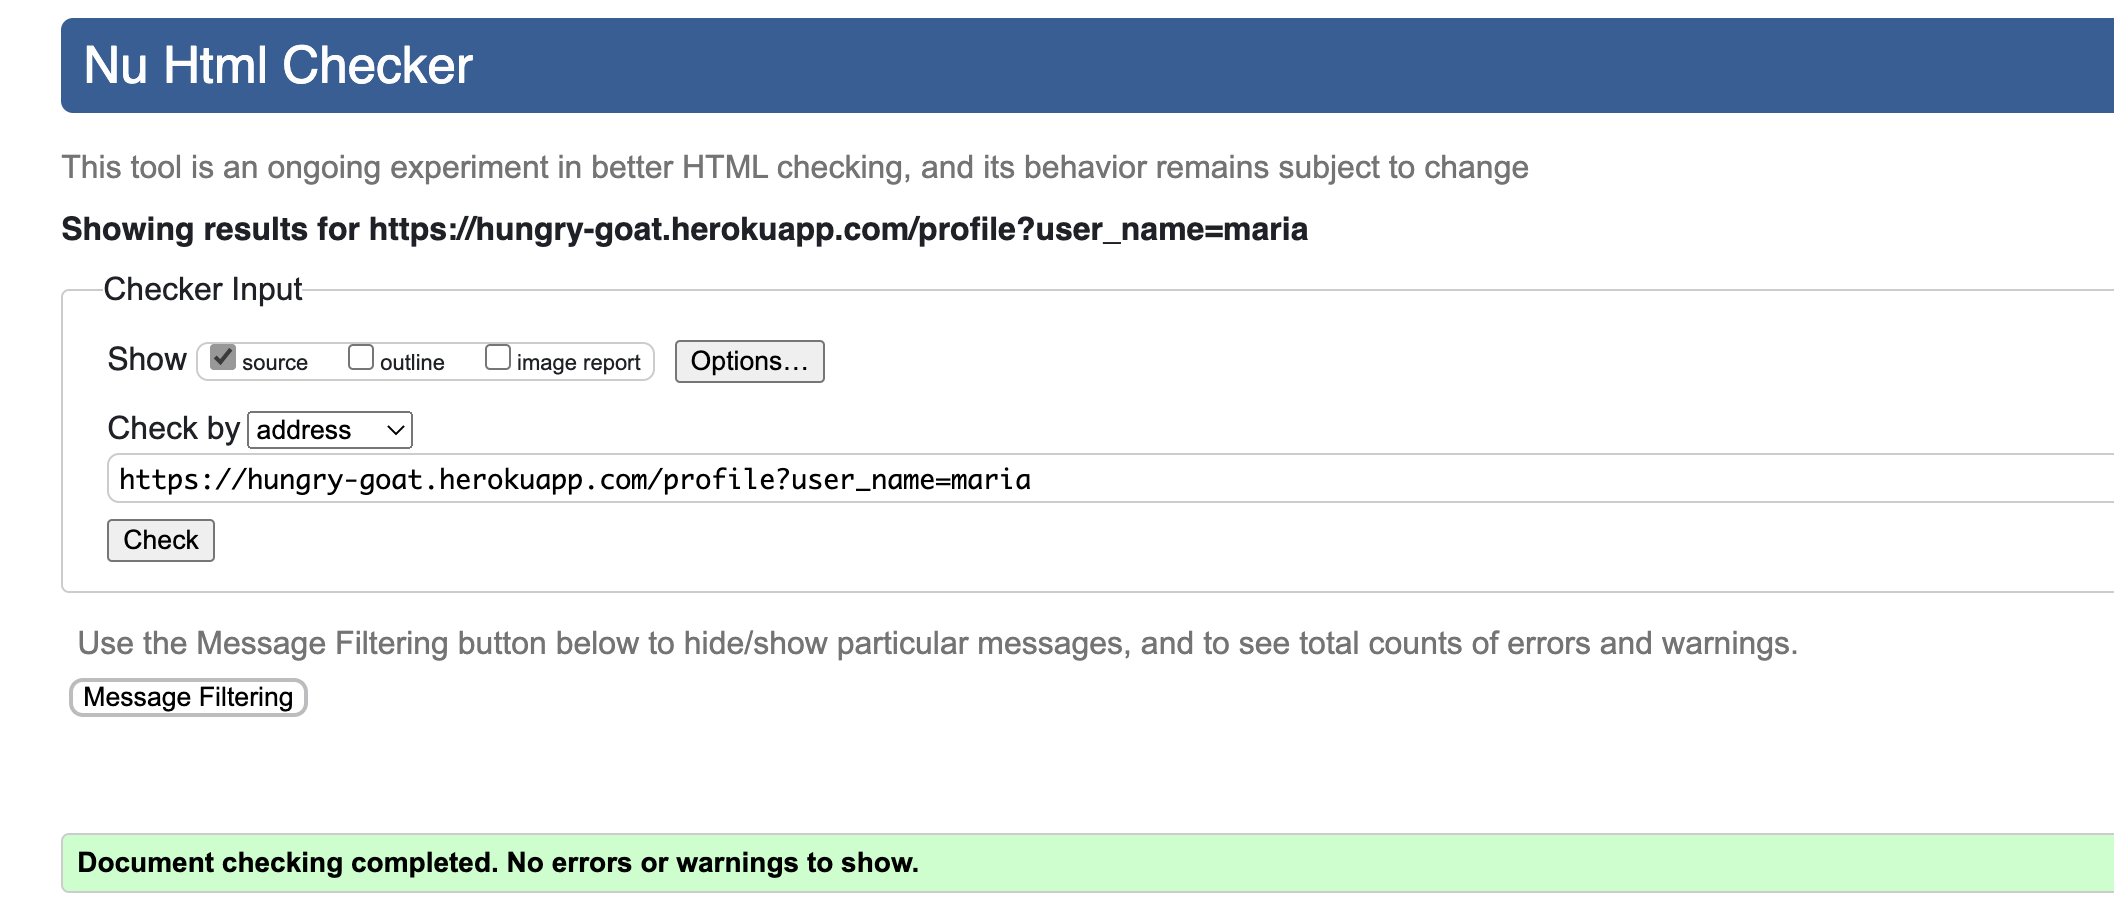 Nu Html Checker
This tool is an ongoing experiment in better HTML checking, and its behavior remains subject to change
Showing results for https://hungry-goat.herokuapp.com/profile?user_name=maria
Checker Input
Show source outline image report Options...
Check by address
https://hungry-goat.herokuapp.com/profile?user_name=maria
Check
Use the Message Filtering button below to hide/show particular messages, and to see total counts of errors and warnings.
Message Filtering
Document checking completed. No errors or warnings to show.